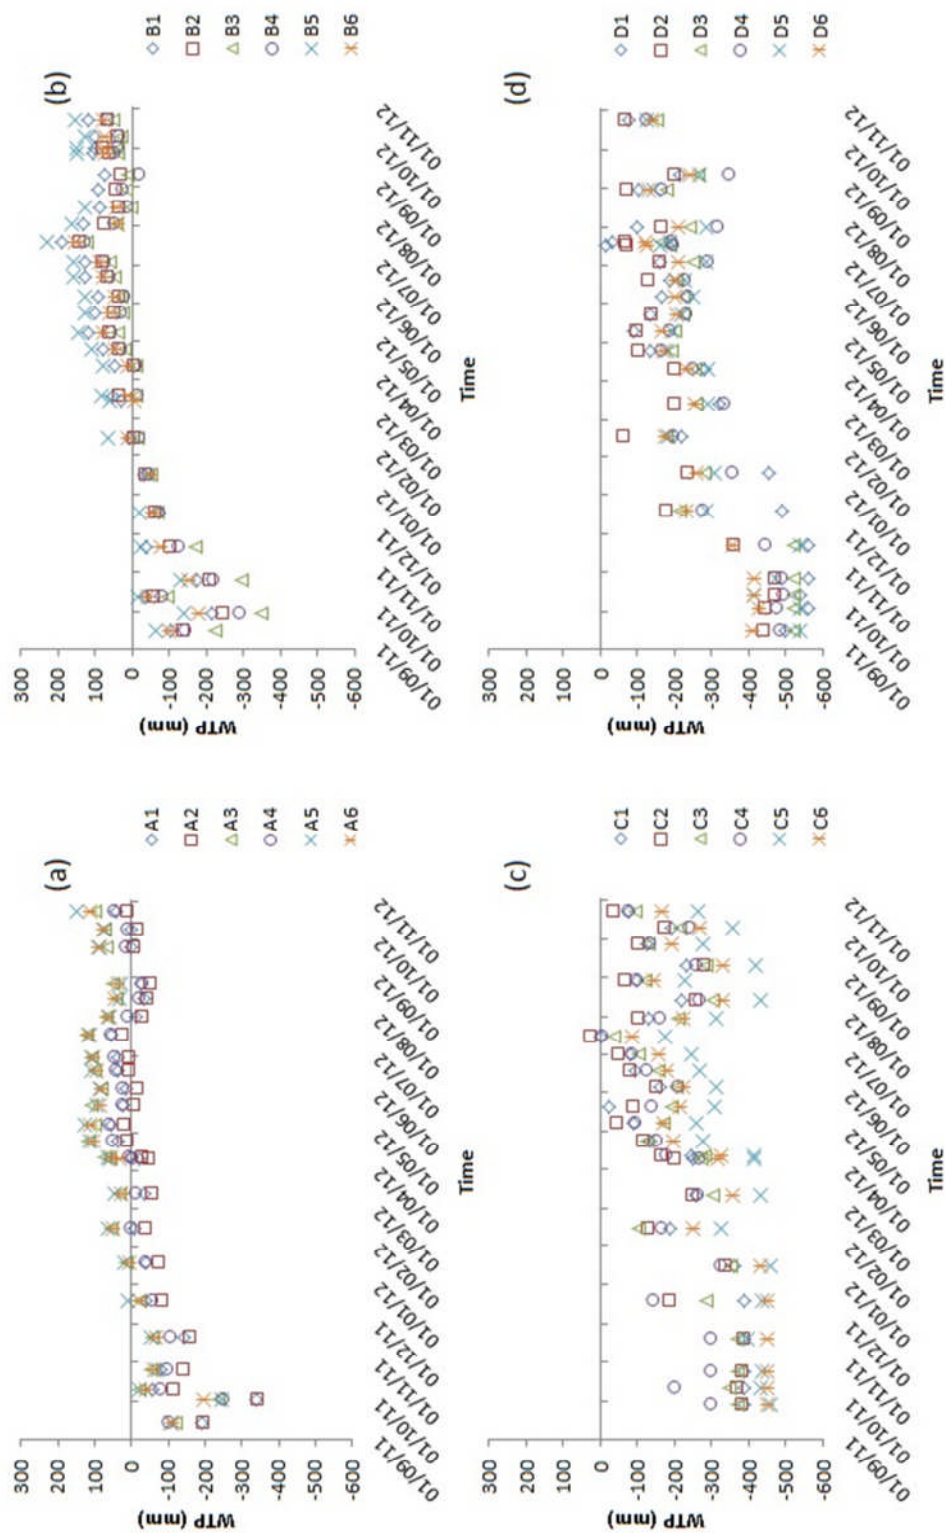 (a)
WTP (mm)
300
200
100
0
-100
-200
-300
-400
-500
-600
01/09/11
01/10/11
01/11/11
01/12/11
01/01/12
01/02/12
01/03/12
01/04/12
01/05/12
01/06/12
01/07/12
01/08/12
01/09/12
01/10/12
01/11/12
Time
A1
A2
A3
A4
A5
A6
(b)
WTP (mm)
300
200
100
0
-100
-200
-300
-400
-500
-600
01/09/11
01/10/11
01/11/11
01/12/11
01/01/12
01/02/12
01/03/12
01/04/12
01/05/12
01/06/12
01/07/12
01/08/12
01/09/12
01/10/12
01/11/12
Time
B1
B2
B3
B4
B5
B6
(c)
WTP (mm)
300
200
100
0
-100
-200
-300
-400
-500
-600
01/09/11
01/10/11
01/11/11
01/12/11
01/01/12
01/02/12
01/03/12
01/04/12
01/05/12
01/06/12
01/07/12
01/08/12
01/09/12
01/10/12
01/11/12
Time
C1
C2
C3
C4
C5
C6
(d)
WTP (mm)
300
200
100
0
-100
-200
-300
-400
-500
-600
01/09/11
01/10/11
01/11/11
01/12/11
01/01/12
01/02/12
01/03/12
01/04/12
01/05/12
01/06/12
01/07/12
01/08/12
01/09/12
01/10/12
01/11/12
Time
D1
D2
D3
D4
D5
D6